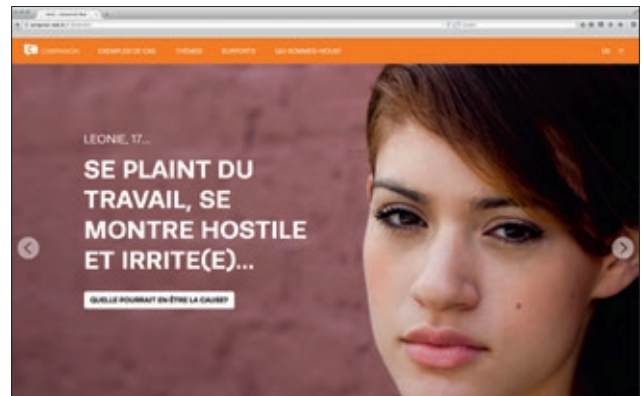 COMPANION EXEMPLES DE CAS THÈMES SUPPORTS QUI SOMMES-NOUS? DE IT
LEONIE, 17...
SE PLAINT DU
TRAVAIL, SE
MONTRE HOSTILE
ET IRRITE(E)...
QUELLE POURRAIT EN ÊTRE LA CAUSE?